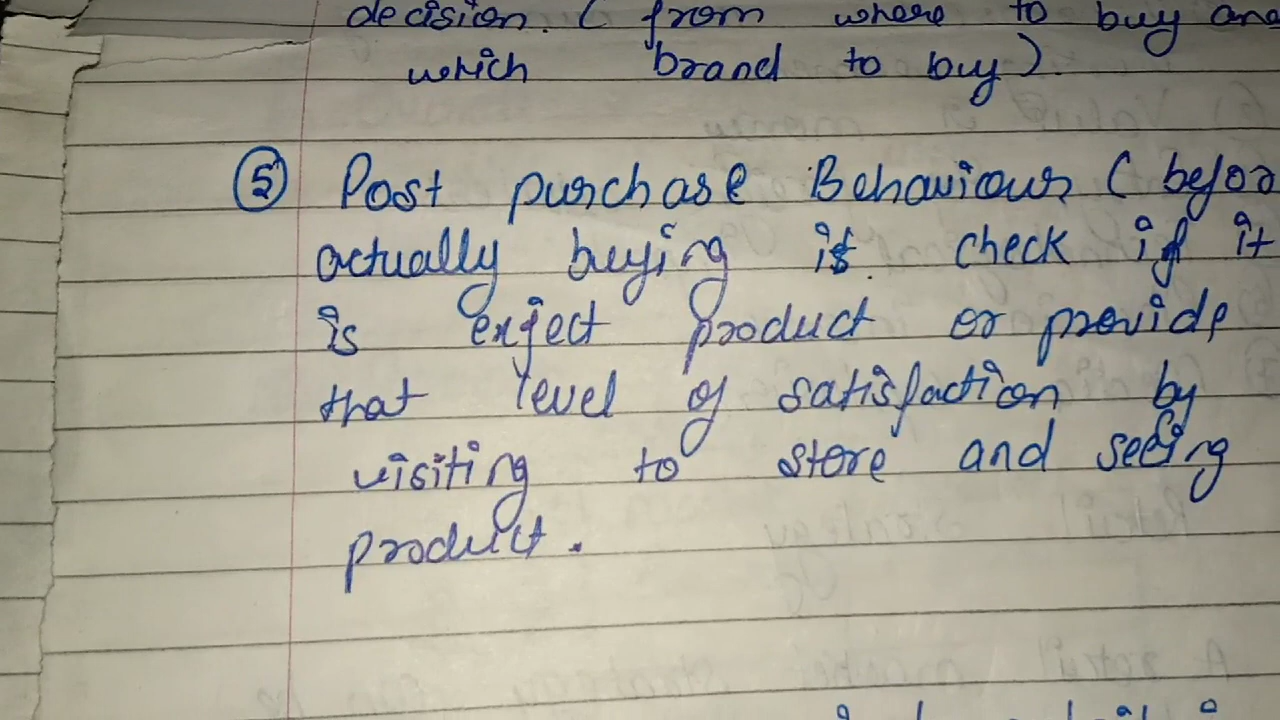 decision. ( from where to buy and
which brand to buy ).
⑤ Post purchase Behaviour ( befor
actually buying it. check if it
is exject product or provide
that level of satisfaction by
visiting to store and seeing
product.